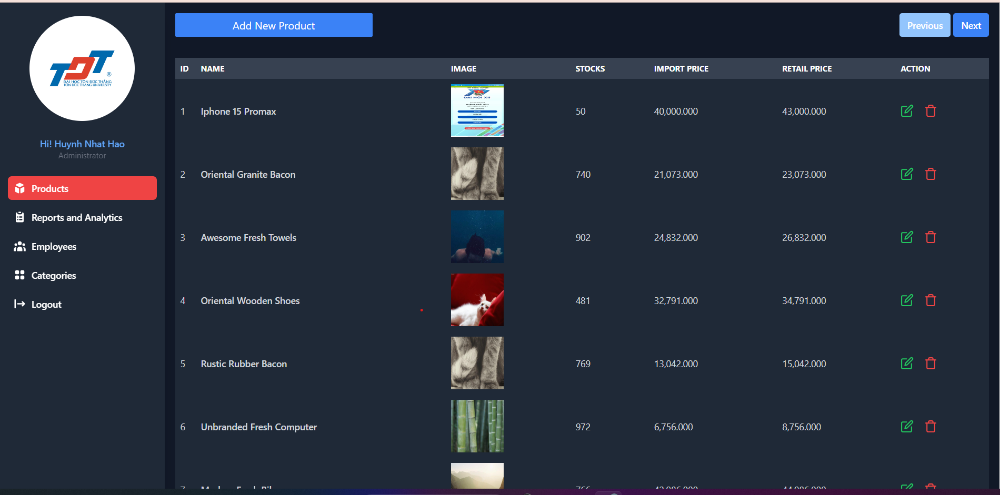 TDT
®
ĐẠI HỌC TÔN ĐỨC THẮNG
TON DUC THANG UNIVERSITY
Hi! Huynh Nhat Hao
Administrator
Products
Reports and Analytics
Employees
Categories
Logout
Add New Product
Previous Next
ID NAME IMAGE STOCKS IMPORT PRICE RETAIL PRICE ACTION
ĐẠI HỘI XII
1 Iphone 15 Promax 50 40,000.000 43,000.000
2 Oriental Granite Bacon 740 21,073.000 23,073.000
3 Awesome Fresh Towels 902 24,832.000 26,832.000
4 Oriental Wooden Shoes 481 32,791.000 34,791.000
5 Rustic Rubber Bacon 769 13,042.000 15,042.000
6 Unbranded Fresh Computer 972 6,756.000 8,756.000